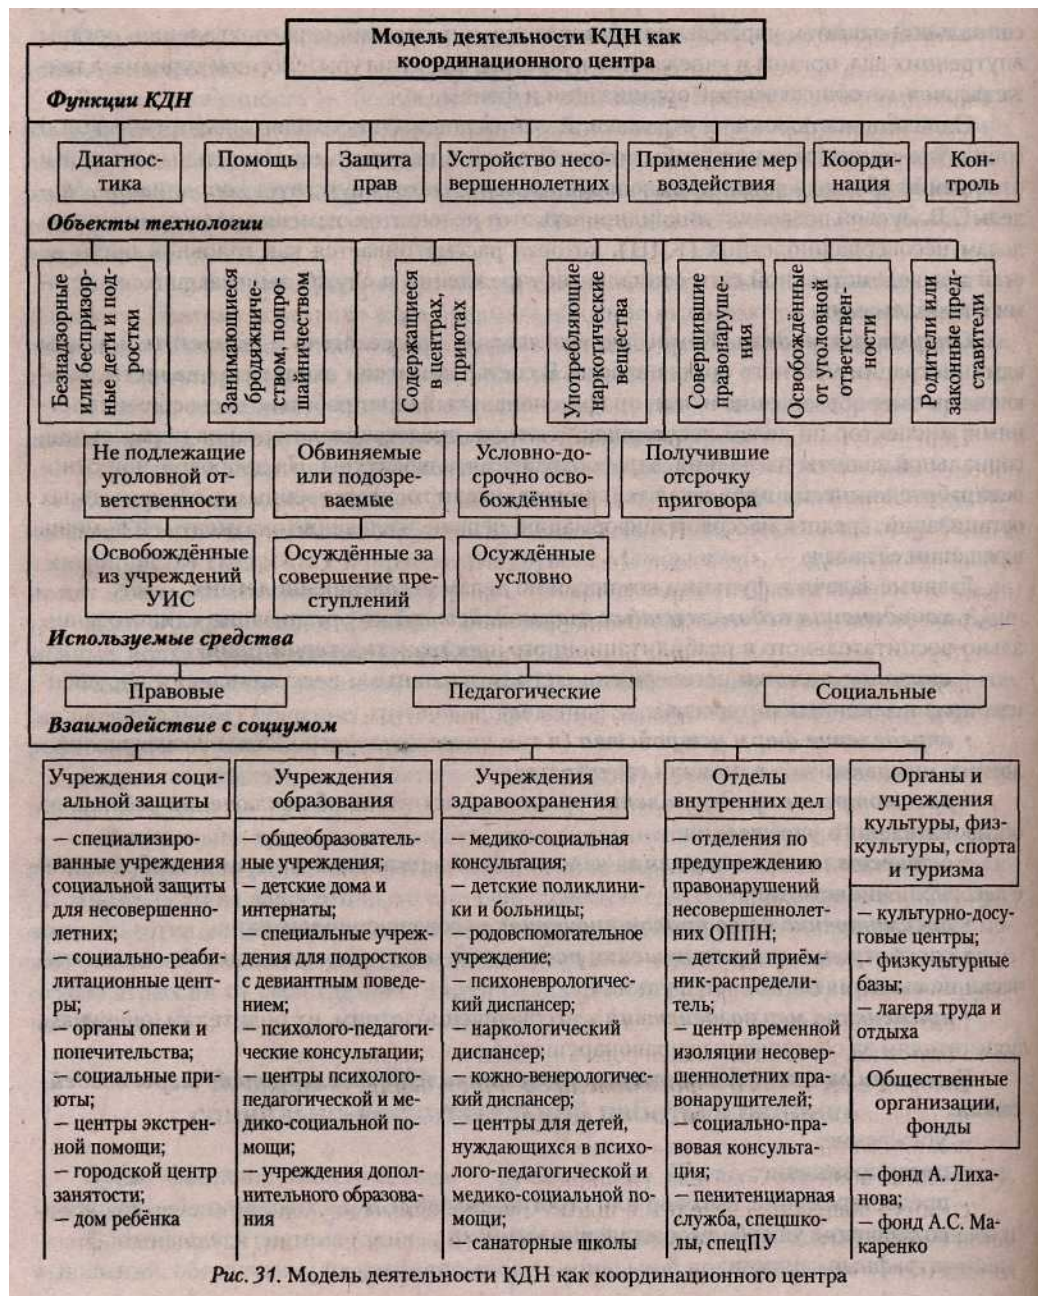 Модель деятельности КДН как
координационного центра
Функции КДН
Диагнос-
тика
Помощь
Защита
прав
Устройство несо-
вершеннолетних
Применение мер
воздействия
Коорди-
нация
Кон-
троль
Объекты технологии
Безнадзорные
или беспризор-
ные дети и под-
ростки
Занимающиеся
бродяжниче-
ством, попро-
шайничеством
Содержащиеся
в центрах,
приютах
Употребляющие
наркотические
вещества
Совершившие
правонаруше-
ния
Освобождённые
от уголовной
ответствен-
ности
Родители или
законные пред-
ставители
Не подлежащие
уголовной от-
ветственности
Обвиняемые
или подозре-
ваемые
Условно-до-
срочно осво-
бождённые
Получившие
отсрочку
приговора
Освобождённые
из учреждений
УИС
Осуждённые за
совершение пре-
ступлений
Осуждённые
условно
Используемые средства
Правовые
Педагогические
Социальные
Взаимодействие с социумом
Учреждения соци-
альной защиты
— специализиро-
ванные учреждения
социальной защиты
для несовершенно-
летних;
— социально-реаби-
литационные цент-
ры;
— органы опеки и
попечительства;
— социальные при-
юты;
— центры экстрен-
ной помощи;
— городской центр
занятости;
— дом ребёнка
Учреждения
образования
— общеобразователь-
ные учреждения;
— детские дома и
интернаты;
— специальные учреж-
дения для подростков
с девиантным поведе-
нием;
— психолого-педагоги-
ческие консультации;
— центры психолого-
педагогической и ме-
дико-социальной по-
мощи;
— учреждения допол-
нительного образова-
ния
Учреждения
здравоохранения
— медико-социальная
консультация;
— детские поликлини-
ки и больницы;
— родовспомогательное
учреждение;
— психоневрологичес-
кий диспансер;
— наркологический
диспансер;
— кожно-венерологичес-
кий диспансер;
— центры для детей,
нуждающихся в психо-
лого-педагогической и
медико-социальной по-
мощи;
— санаторные школы
Отделы
внутренних дел
— отделения по
предупреждению
правонарушений
несовершеннолет-
них ОППН;
— детский приём-
ник-распредели-
тель;
— центр временной
изоляции несовер-
шеннолетних пра-
вонарушителей;
— социально-пра-
вовая консульта-
ция;
— пенитенциарная
служба, спецшко-
лы, спецПУ
Органы и
учреждения
культуры, физ-
культуры, спорта
и туризма
— культурно-досу-
говые центры;
— физкультурные
базы;
— лагеря труда и
отдыха
Общественные
организации,
фонды
— фонд А. Лиха-
нова;
— фонд А.С. Ма-
каренко
Рис. 31. Модель деятельности КДН как координационного центра